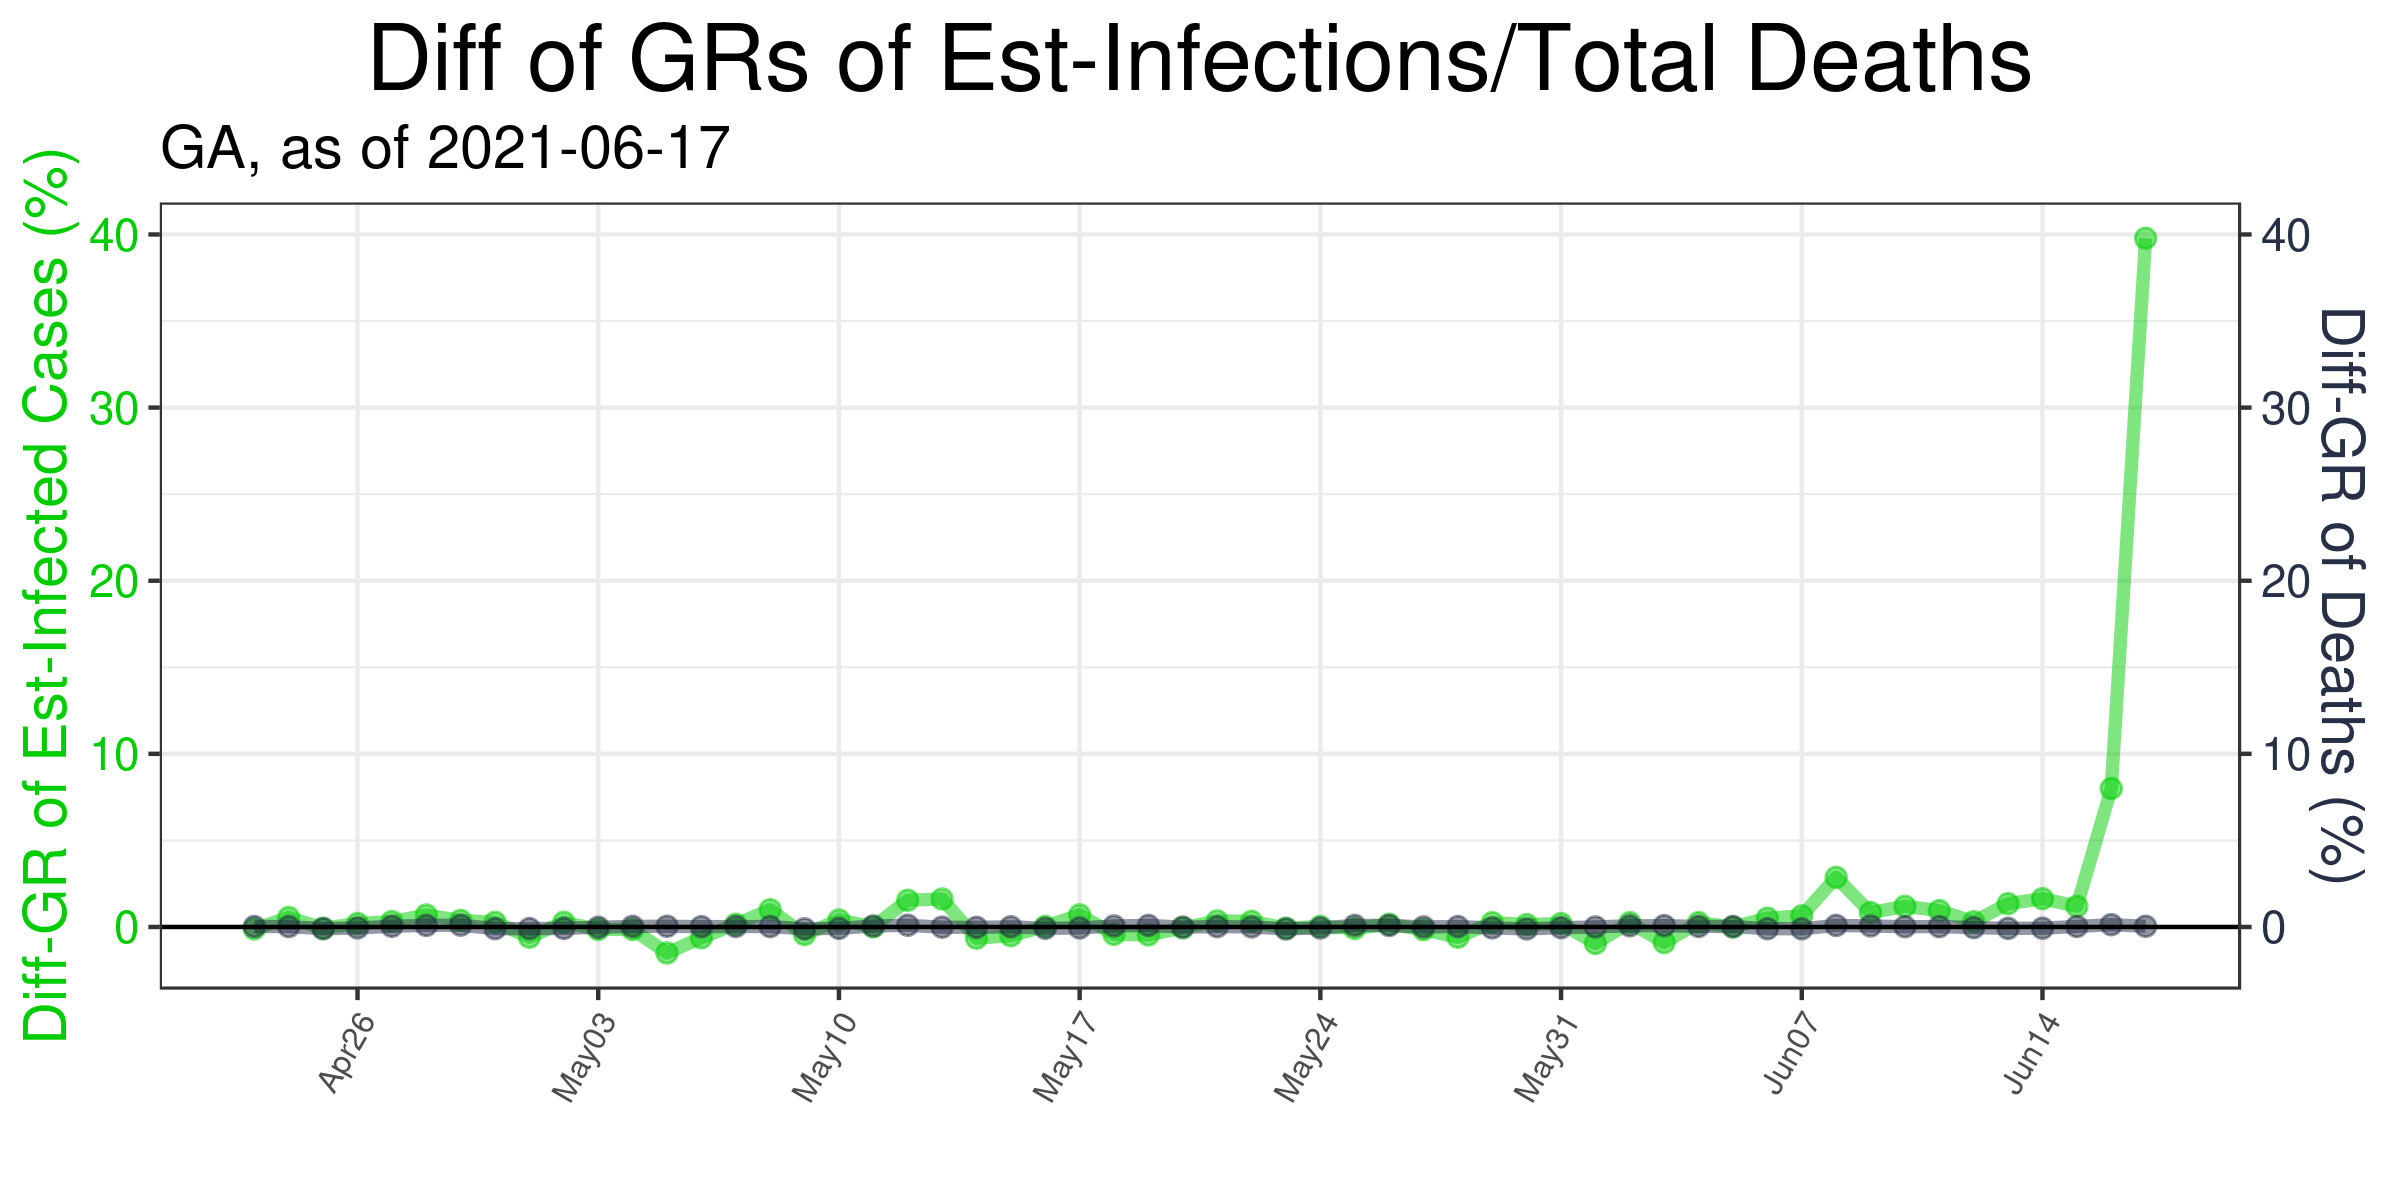 Diff of GRs of Est-Infections/Total Deaths
GA, as of 2021-06-17
Diff-GR of Est-Infected Cases (%)
40
30
20
10
0
40
30
20
10
0
Diff-GR of Deaths (%)
Apr26
May03
May10
May17
May24
May31
Jun07
Jun14